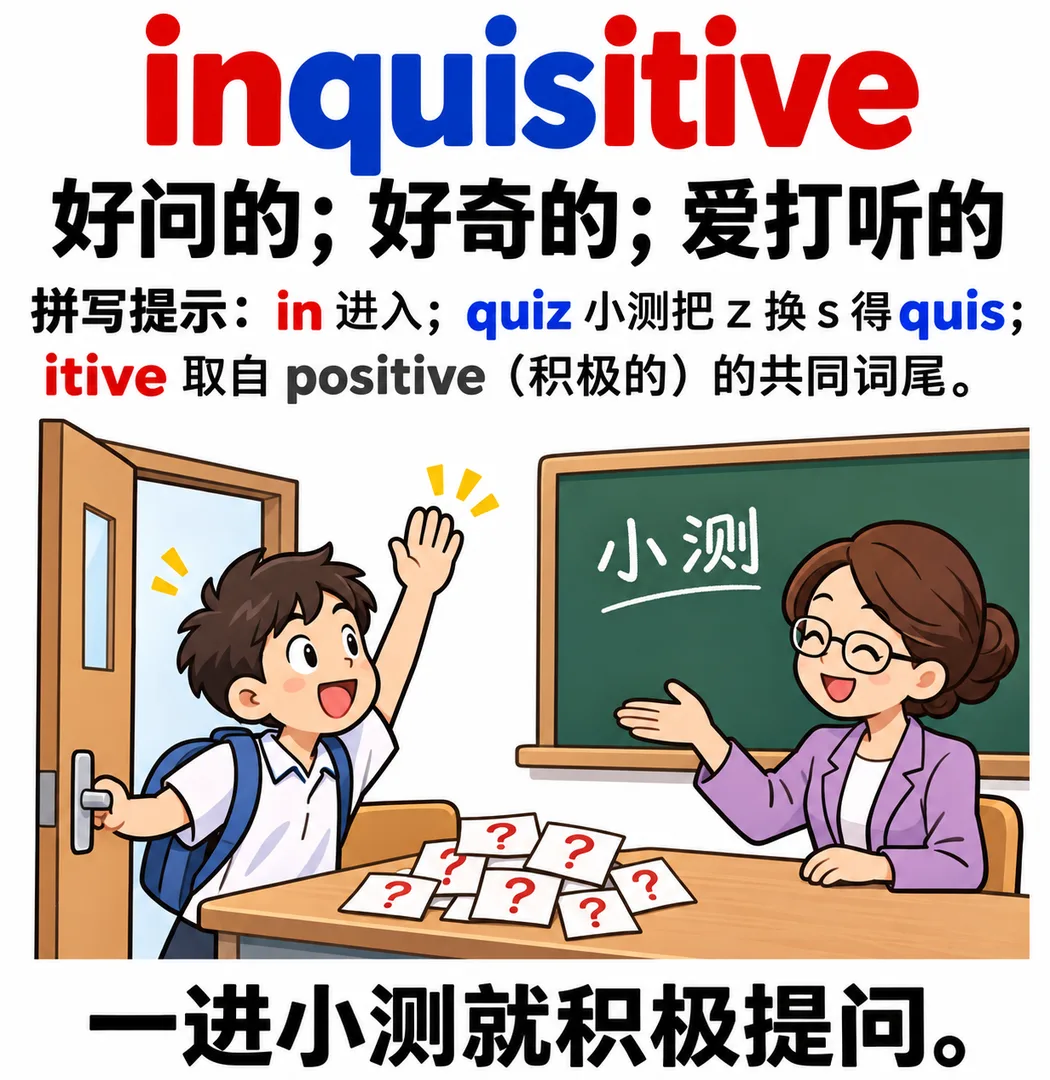 inquisitive
好问的；好奇的；爱打听的
拼写提示：in 进入；quiz 小测把 z 换 s 得 quis；
itive 取自 positive（积极的）的共同词尾。
小测
? ? ? ? ? ? ?
一进小测就积极提问。